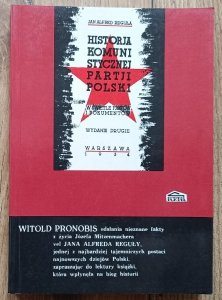 JAN ALFRED REGUŁA
HISTORJA
KOMUNI
STYCZNEJ
PARTJI
POLSKI
W ŚWIETLE FAKTÓW
I DOKUMENTÓW
WYDANIE DRUGIE
WARSZAWA
1934
WITOLD PRONOBIS odsłania nieznane fakty
z życia Józefa Mitzenmachera
vel JANA ALFREDA REGUŁY,
jednej z najbardziej tajemniczych postaci
najnowszych dziejów Polski,
zapraszając do lektury książki,
która wpłynęła na bieg historii